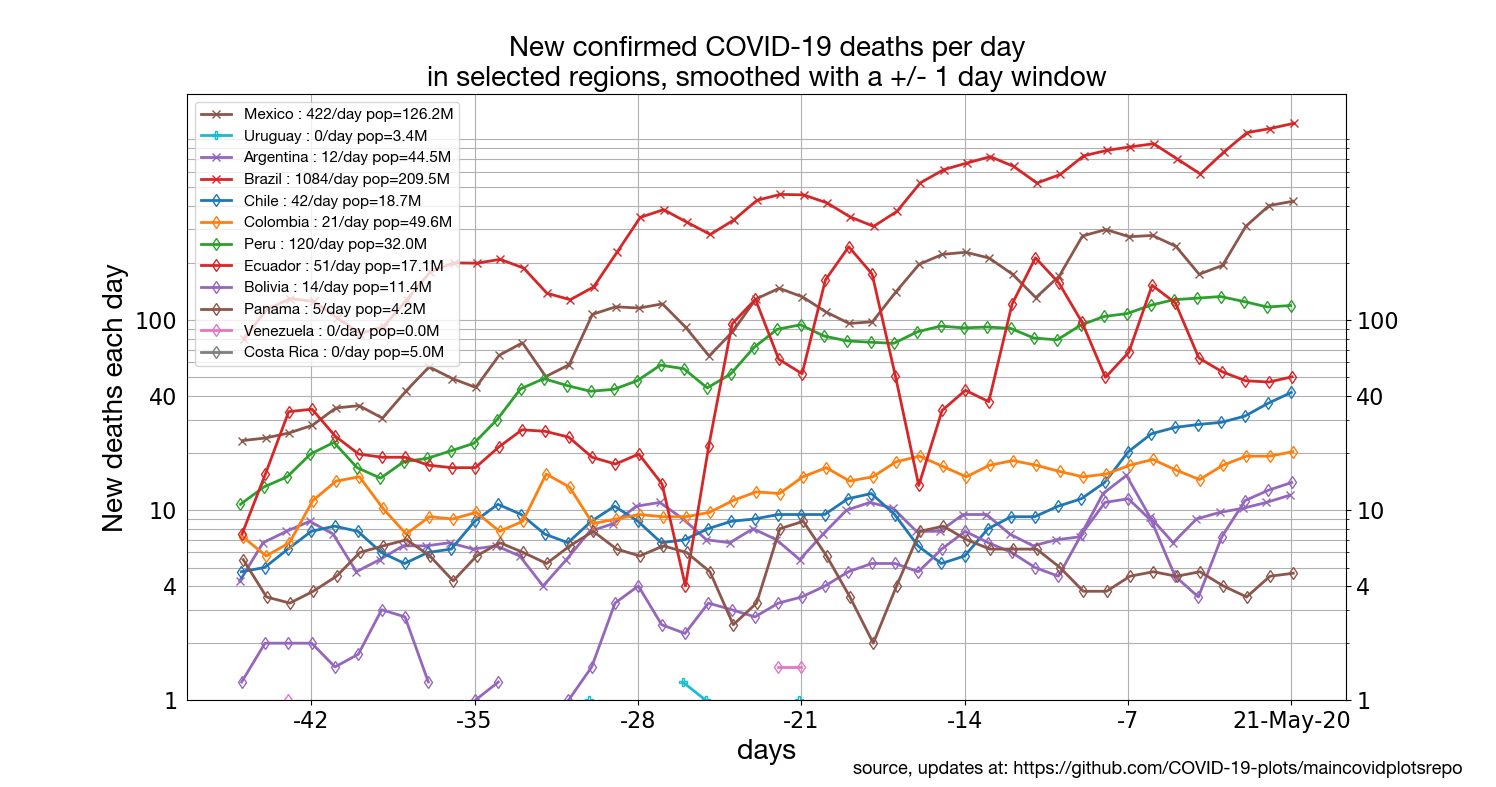 New confirmed COVID-19 deaths per day
in selected regions, smoothed with a +/- 1 day window
Mexico : 422/day pop=126.2M
Uruguay : 0/day pop=3.4M
Argentina : 12/day pop=44.5M
Brazil : 1084/day pop=209.5M
Chile : 42/day pop=18.7M
Colombia : 21/day pop=49.6M
Peru : 120/day pop=32.0M
Ecuador : 51/day pop=17.1M
Bolivia : 14/day pop=11.4M
Panama : 5/day pop=4.2M
Venezuela : 0/day pop=0.0M
Costa Rica : 0/day pop=5.0M
New deaths each day
100
40
10
4
1
100
40
10
4
1
-42 -35 -28 -21 -14 -7 21-May-20
days
source, updates at: https://github.com/COVID-19-plots/maincovidplotsrepo